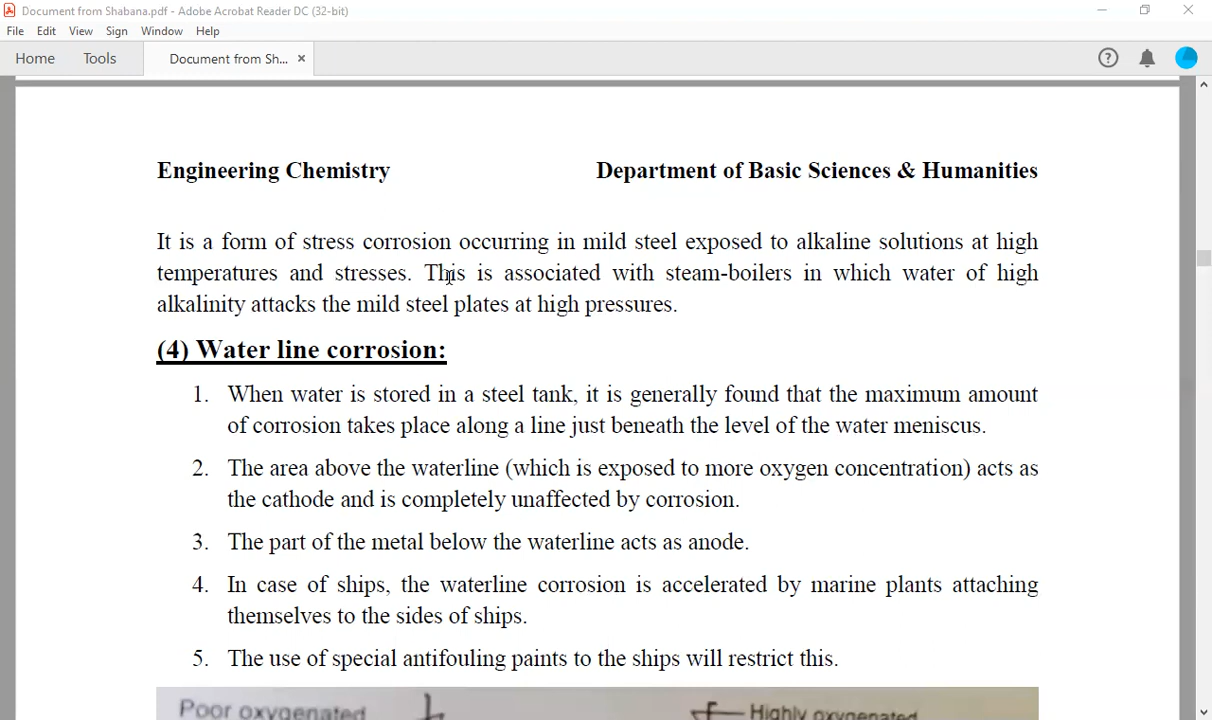 Document from Shabana.pdf - Adobe Acrobat Reader DC (32-bit)
File Edit View Sign Window Help
Home Tools Document from Sh... ×
Engineering Chemistry Department of Basic Sciences & Humanities
It is a form of stress corrosion occurring in mild steel exposed to alkaline solutions at high
temperatures and stresses. This is associated with steam-boilers in which water of high
alkalinity attacks the mild steel plates at high pressures.
(4) Water line corrosion:
1. When water is stored in a steel tank, it is generally found that the maximum amount
of corrosion takes place along a line just beneath the level of the water meniscus.
2. The area above the waterline (which is exposed to more oxygen concentration) acts as
the cathode and is completely unaffected by corrosion.
3. The part of the metal below the waterline acts as anode.
4. In case of ships, the waterline corrosion is accelerated by marine plants attaching
themselves to the sides of ships.
5. The use of special antifouling paints to the ships will restrict this.
Poor oxygenated Highly oxygenated